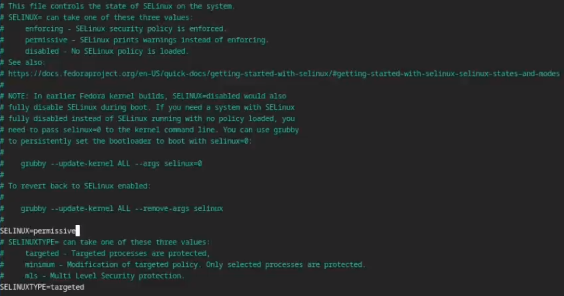 # This file controls the state of SELinux on the system.
# SELINUX= can take one of these three values:
#     enforcing - SELinux security policy is enforced.
#     permissive - SELinux prints warnings instead of enforcing.
#     disabled - No SELinux policy is loaded.
# See also:
# https://docs.fedoraproject.org/en-US/quick-docs/getting-started-with-selinux/#getting-started-with-selinux-selinux-states-and-modes
#
# NOTE: In earlier Fedora kernel builds, SELINUX=disabled would also
# fully disable SELinux during boot. If you need a system with SELinux
# fully disabled instead of SELinux running with no policy loaded, you
# need to pass selinux=0 to the kernel command line. You can use grubby
# to persistently set the bootloader to boot with selinux=0:
#
#    grubby --update-kernel ALL --args selinux=0
#
# To revert back to SELinux enabled:
#
#    grubby --update-kernel ALL --remove-args selinux
#
SELINUX=permissive
# SELINUXTYPE= can take one of these three values:
#     targeted - Targeted processes are protected,
#     minimum - Modification of targeted policy. Only selected processes are protected.
#     mls - Multi Level Security protection.
SELINUXTYPE=targeted